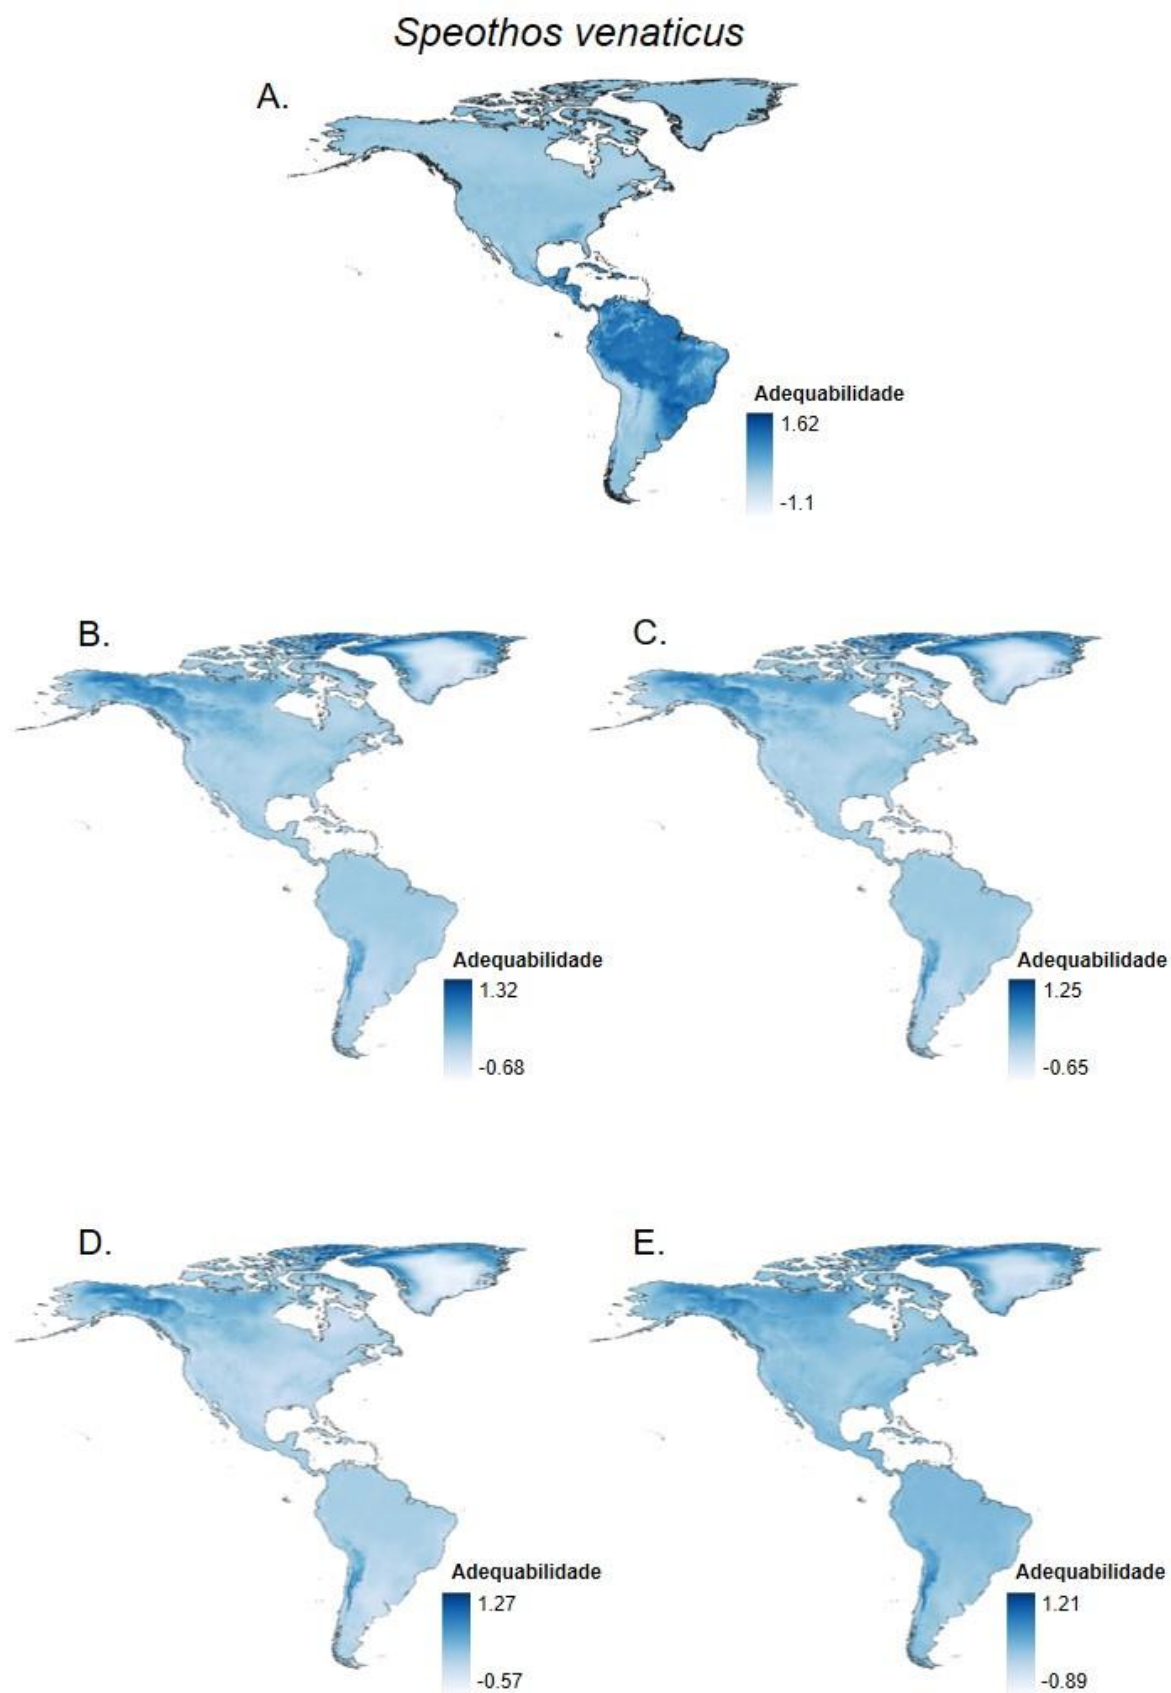 Speothos venaticus
A.
Adequabilidade
1.62
-1.1
B.
C.
Adequabilidade
1.32
-0.68
Adequabilidade
1.25
-0.65
D.
E.
Adequabilidade
1.27
-0.57
Adequabilidade
1.21
-0.89